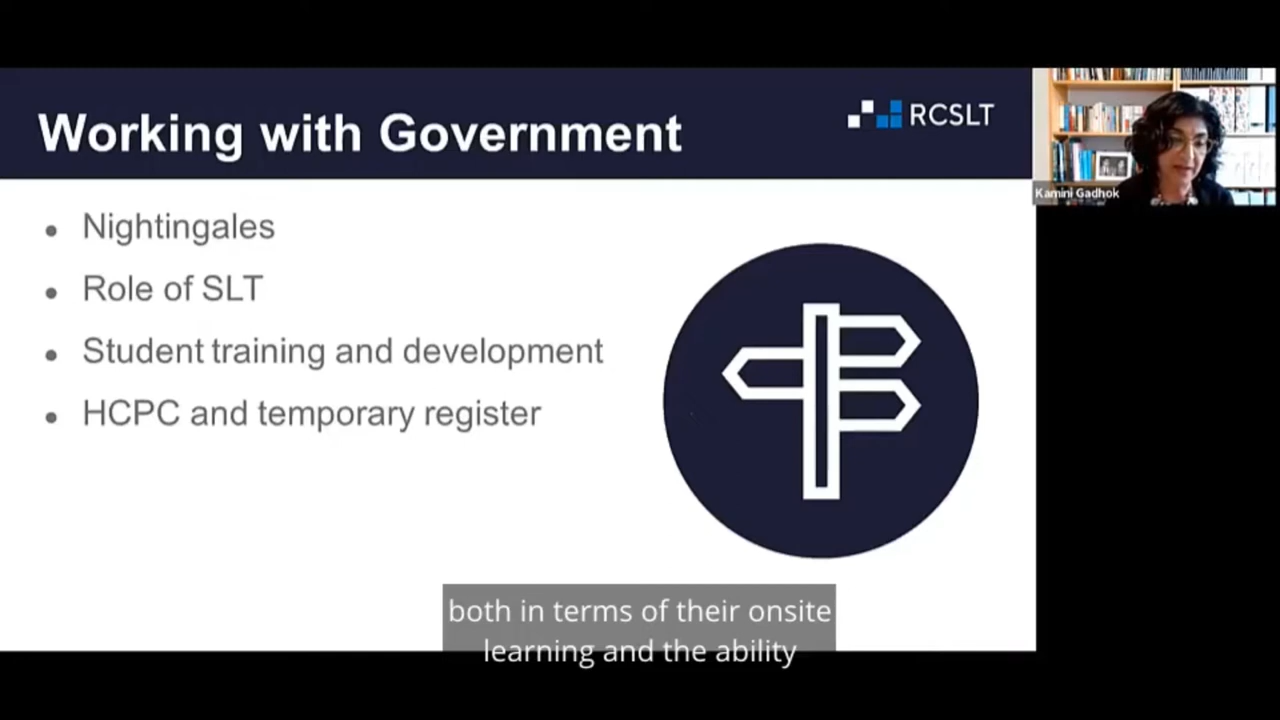 Working with Government
RCSLT
Kamini Gadhok
Nightingales
Role of SLT
Student training and development
HCPC and temporary register
both in terms of their onsite
learning and the ability